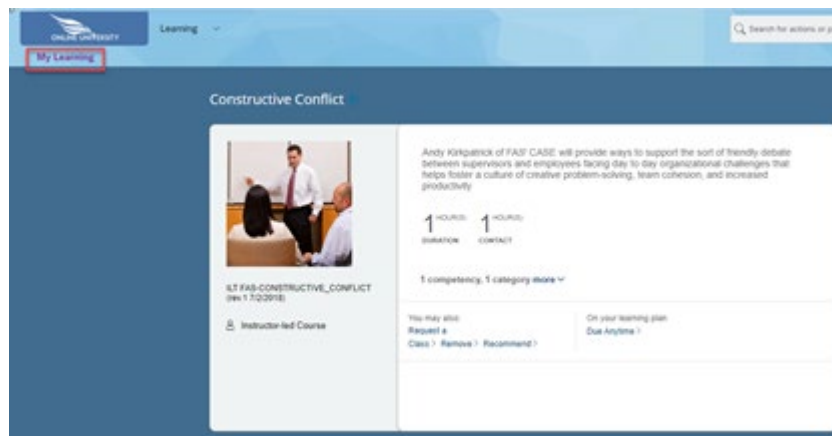 ONLINE UNIVERSITY
Learning
Search for actions or p
My Learning
Constructive Conflict
Andy Kirkpatrick of FAS' CASE will provide ways to support the sort of friendly debate
between supervisors and employees facing day to day organizational challenges that
helps foster a culture of creative problem-solving, team cohesion, and increased
productivity
1 HOUR(S) 1 HOUR(S)
DURATION CONTACT
1 competency, 1 category more
ILT FAS-CONSTRUCTIVE_CONFLICT
(rev 1 7/2/2018)
Instructor-led Course
You may also:
Request a
Class > Remove > Recommend >
On your learning plan
Due Anytime >